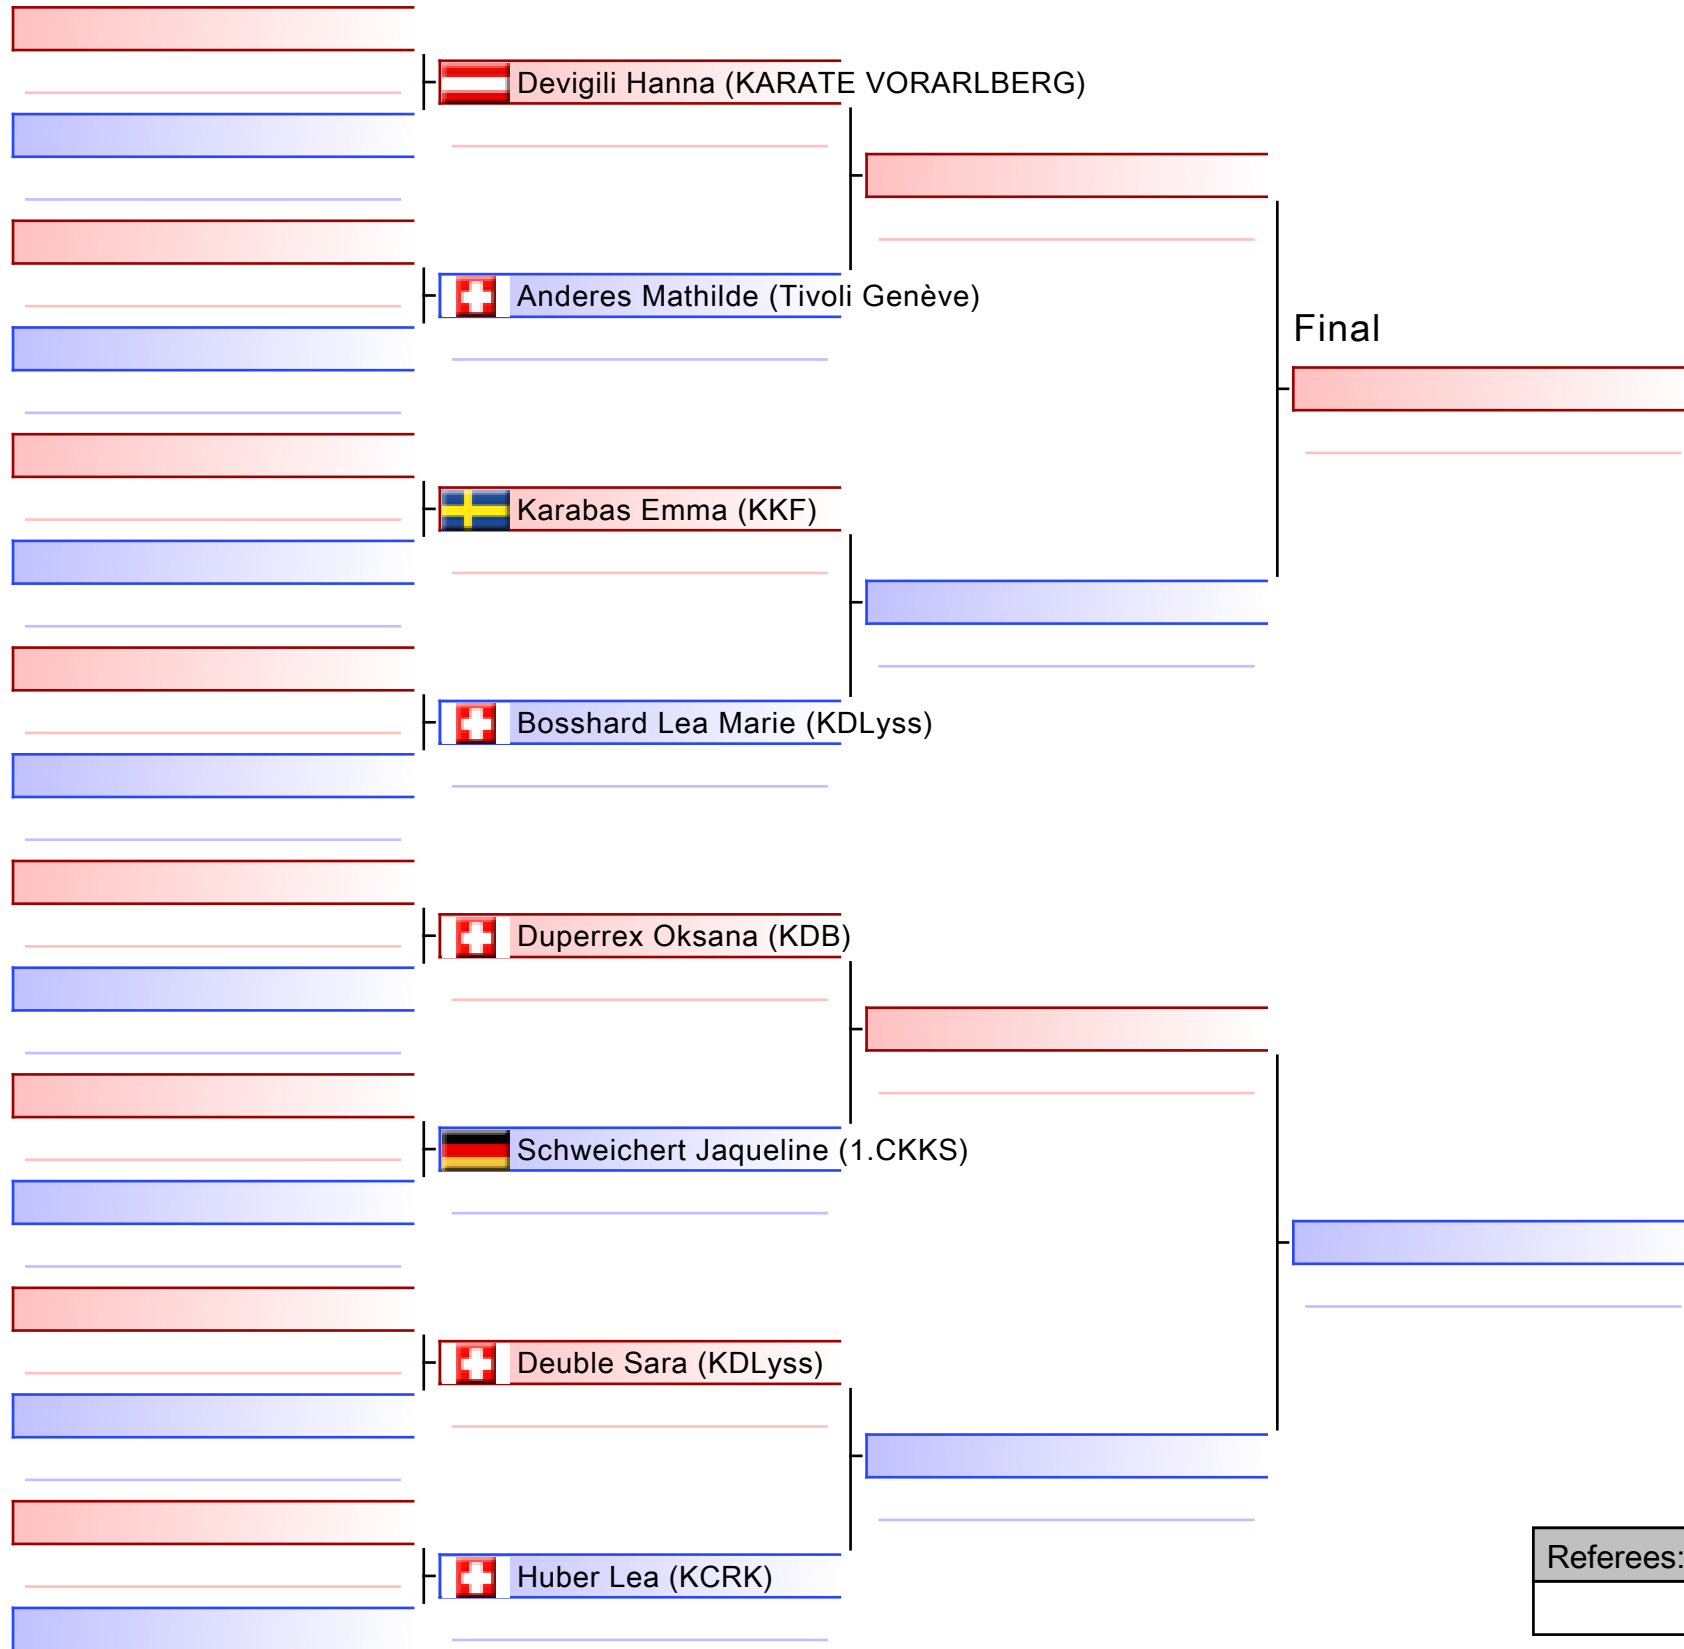 Devigili Hanna (KARATE VORARLBERG)
Anderes Mathilde (Tivoli Genève)
Final
Karabas Emma (KKF)
Bosshard Lea Marie (KDLyss)
Duperrex Oksana (KDB)
Schweichert Jaqueline (1.CKKS)
Deuble Sara (KDLyss)
Referees:
Huber Lea (KCRK)